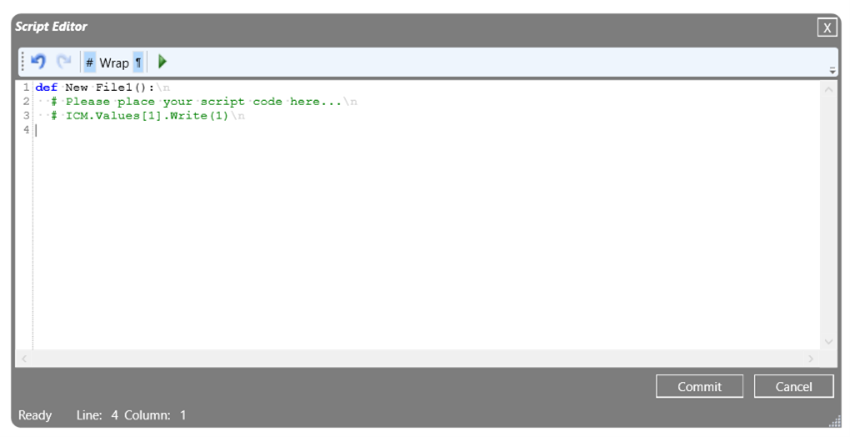 Script Editor X
# Wrap ¶
1 def New File1():\n
2 # Please place your script code here...\n
3 # ICM.Values[1].Write(1)\n
4
Commit Cancel
Ready Line: 4 Column: 1